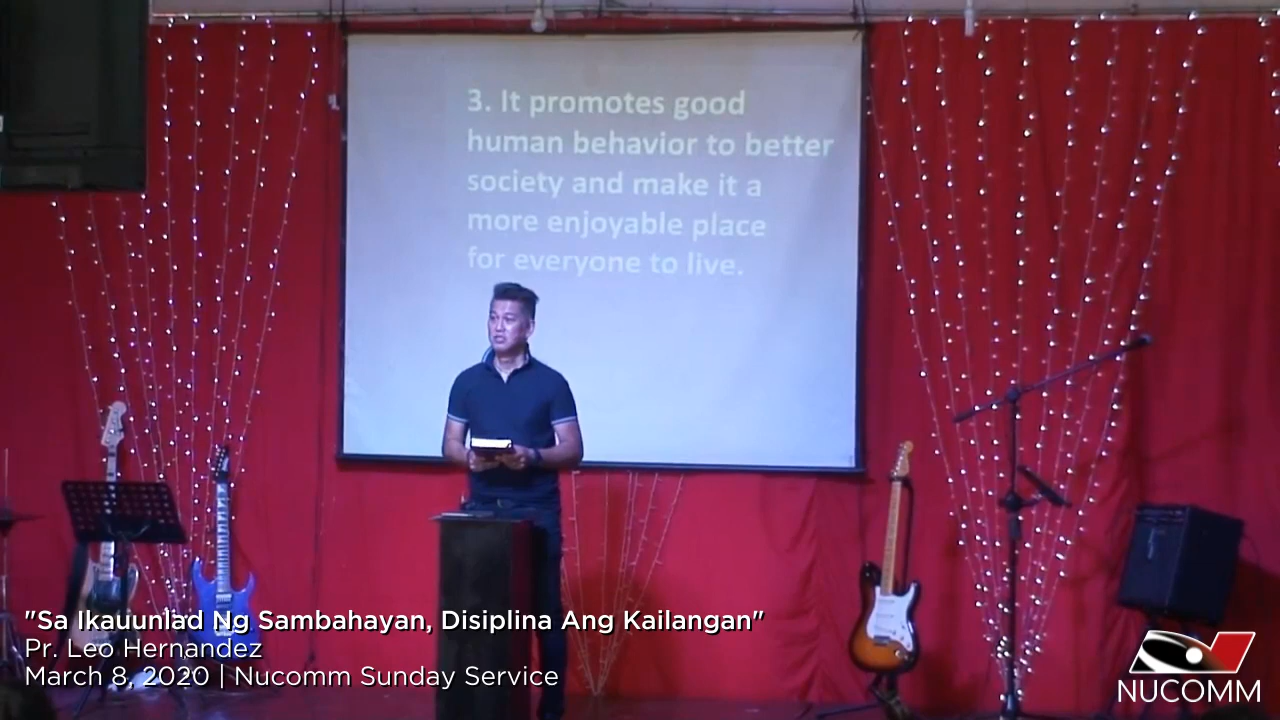 3. It promotes good
human behavior to better
society and make it a
more enjoyable place
for everyone to live.
"Sa Ikauunlad Ng Sambahayan, Disiplina Ang Kailangan"
Pr. Leo Hernandez
March 8, 2020 | Nucomm Sunday Service
NUCOMM